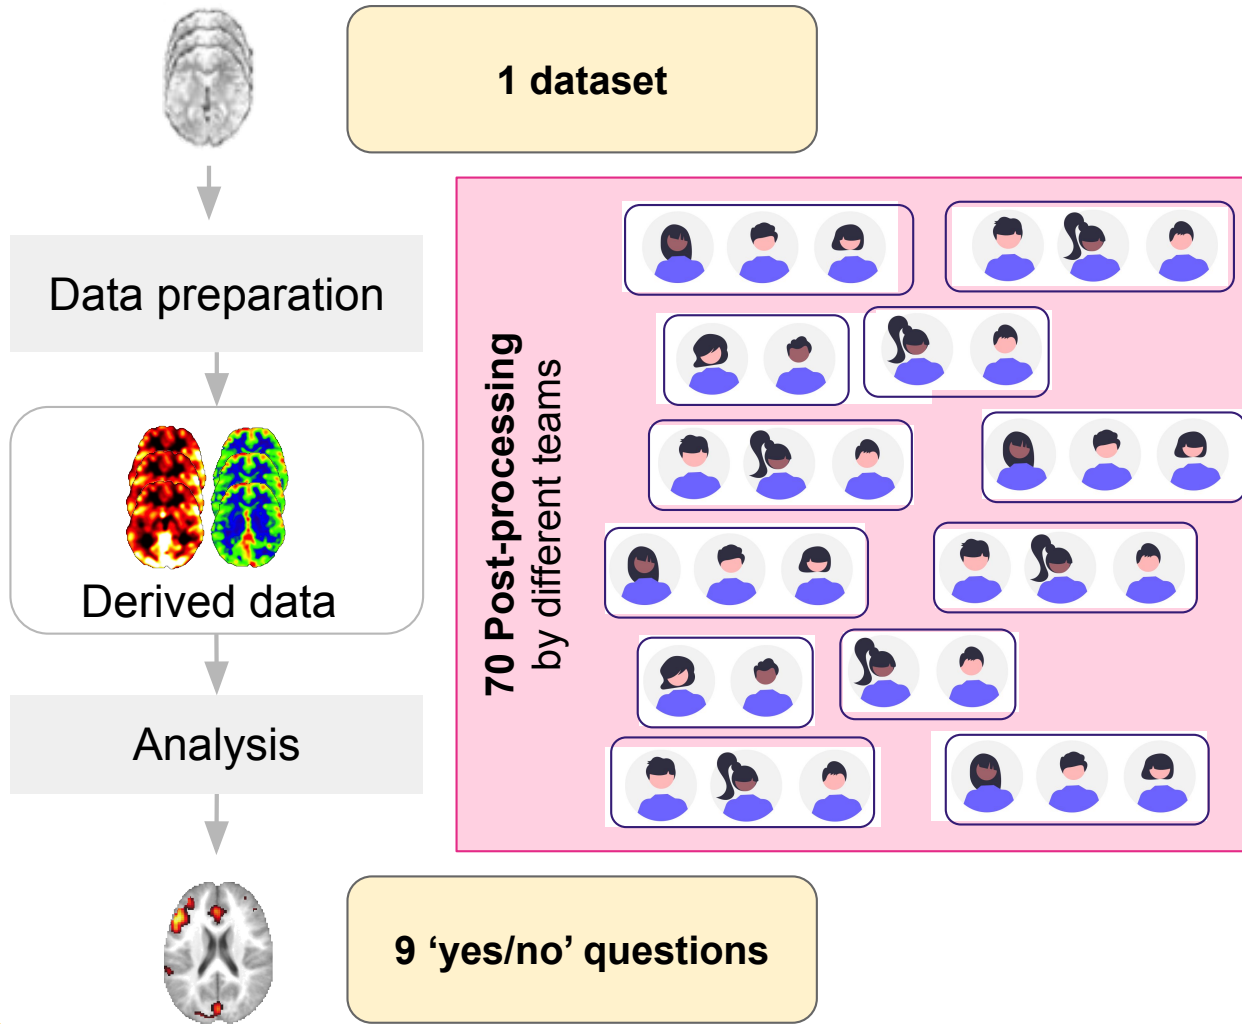 1 dataset
Data preparation
Derived data
Analysis
70 Post-processing
by different teams
9 ‘yes/no’ questions